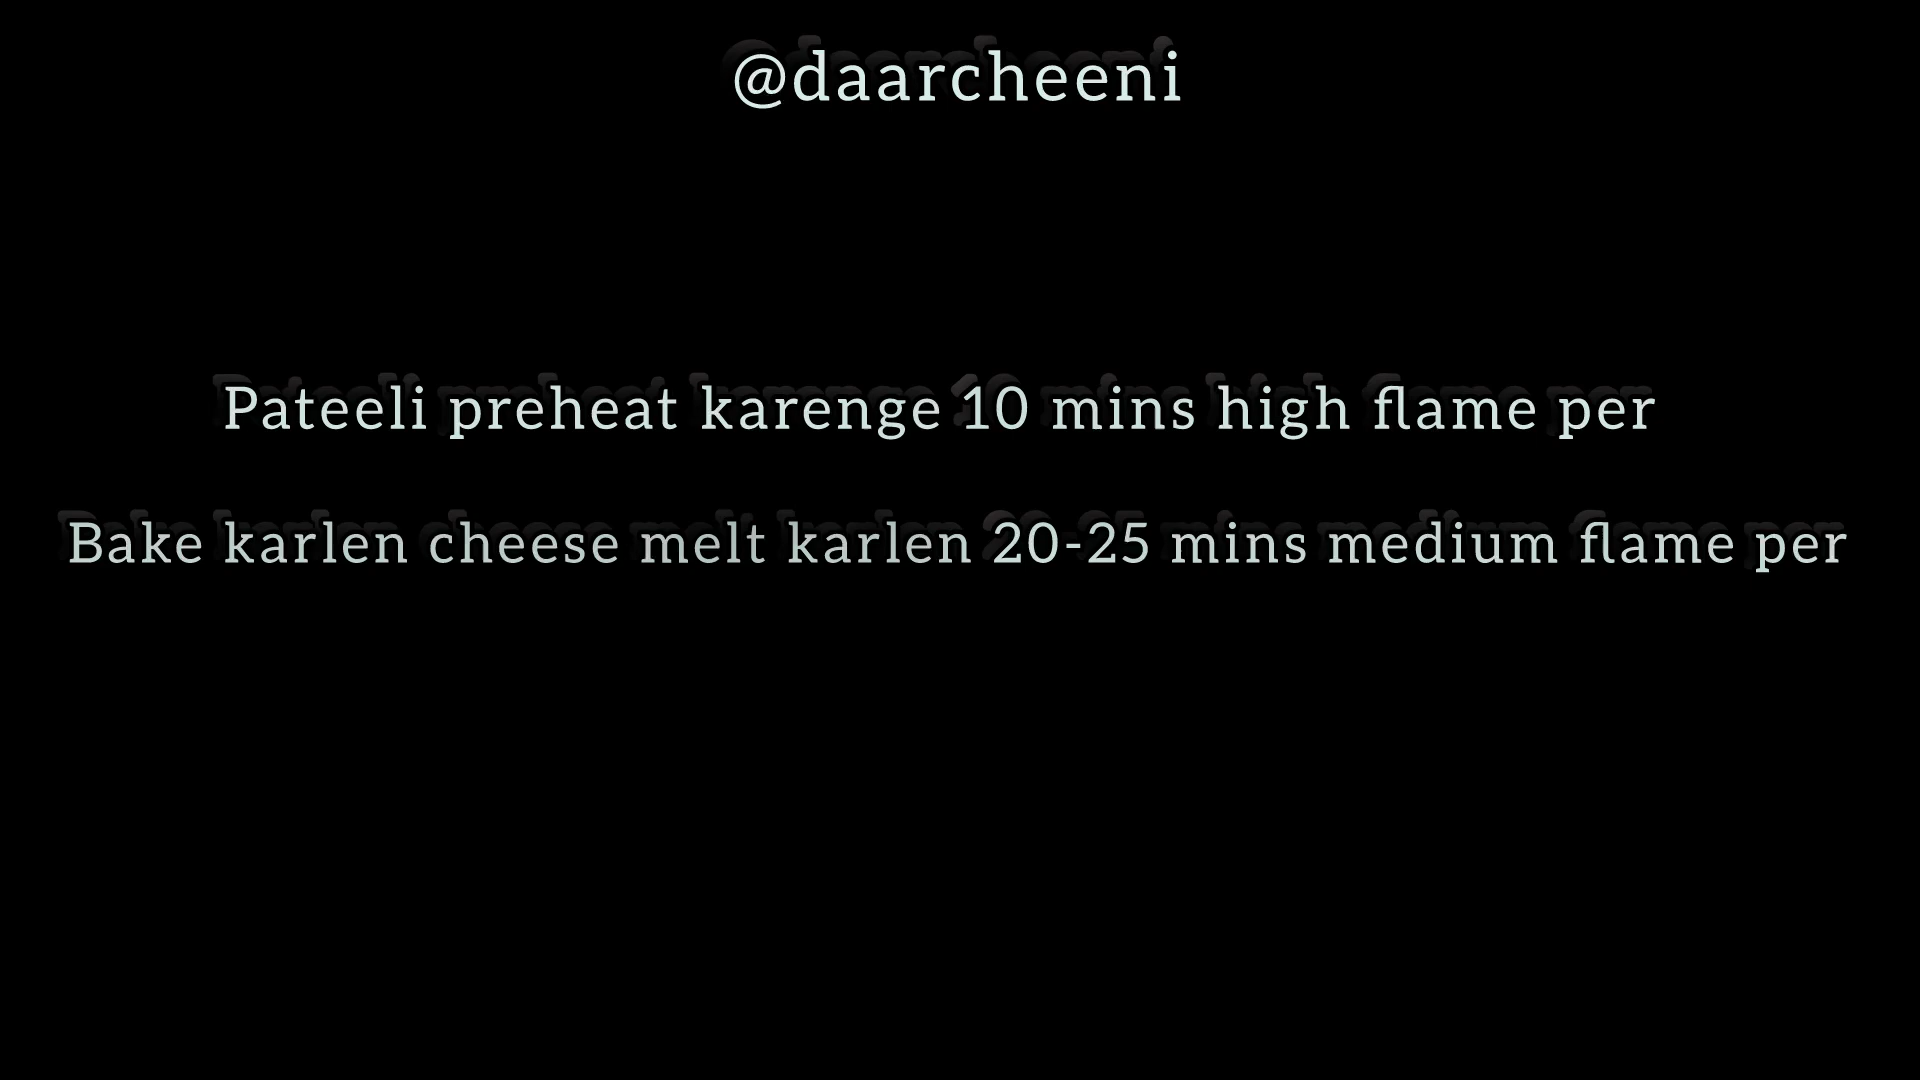 @daarcheeni
Pateeli preheat karenge 10 mins high flame per
Bake karlen cheese melt karlen 20-25 mins medium flame per